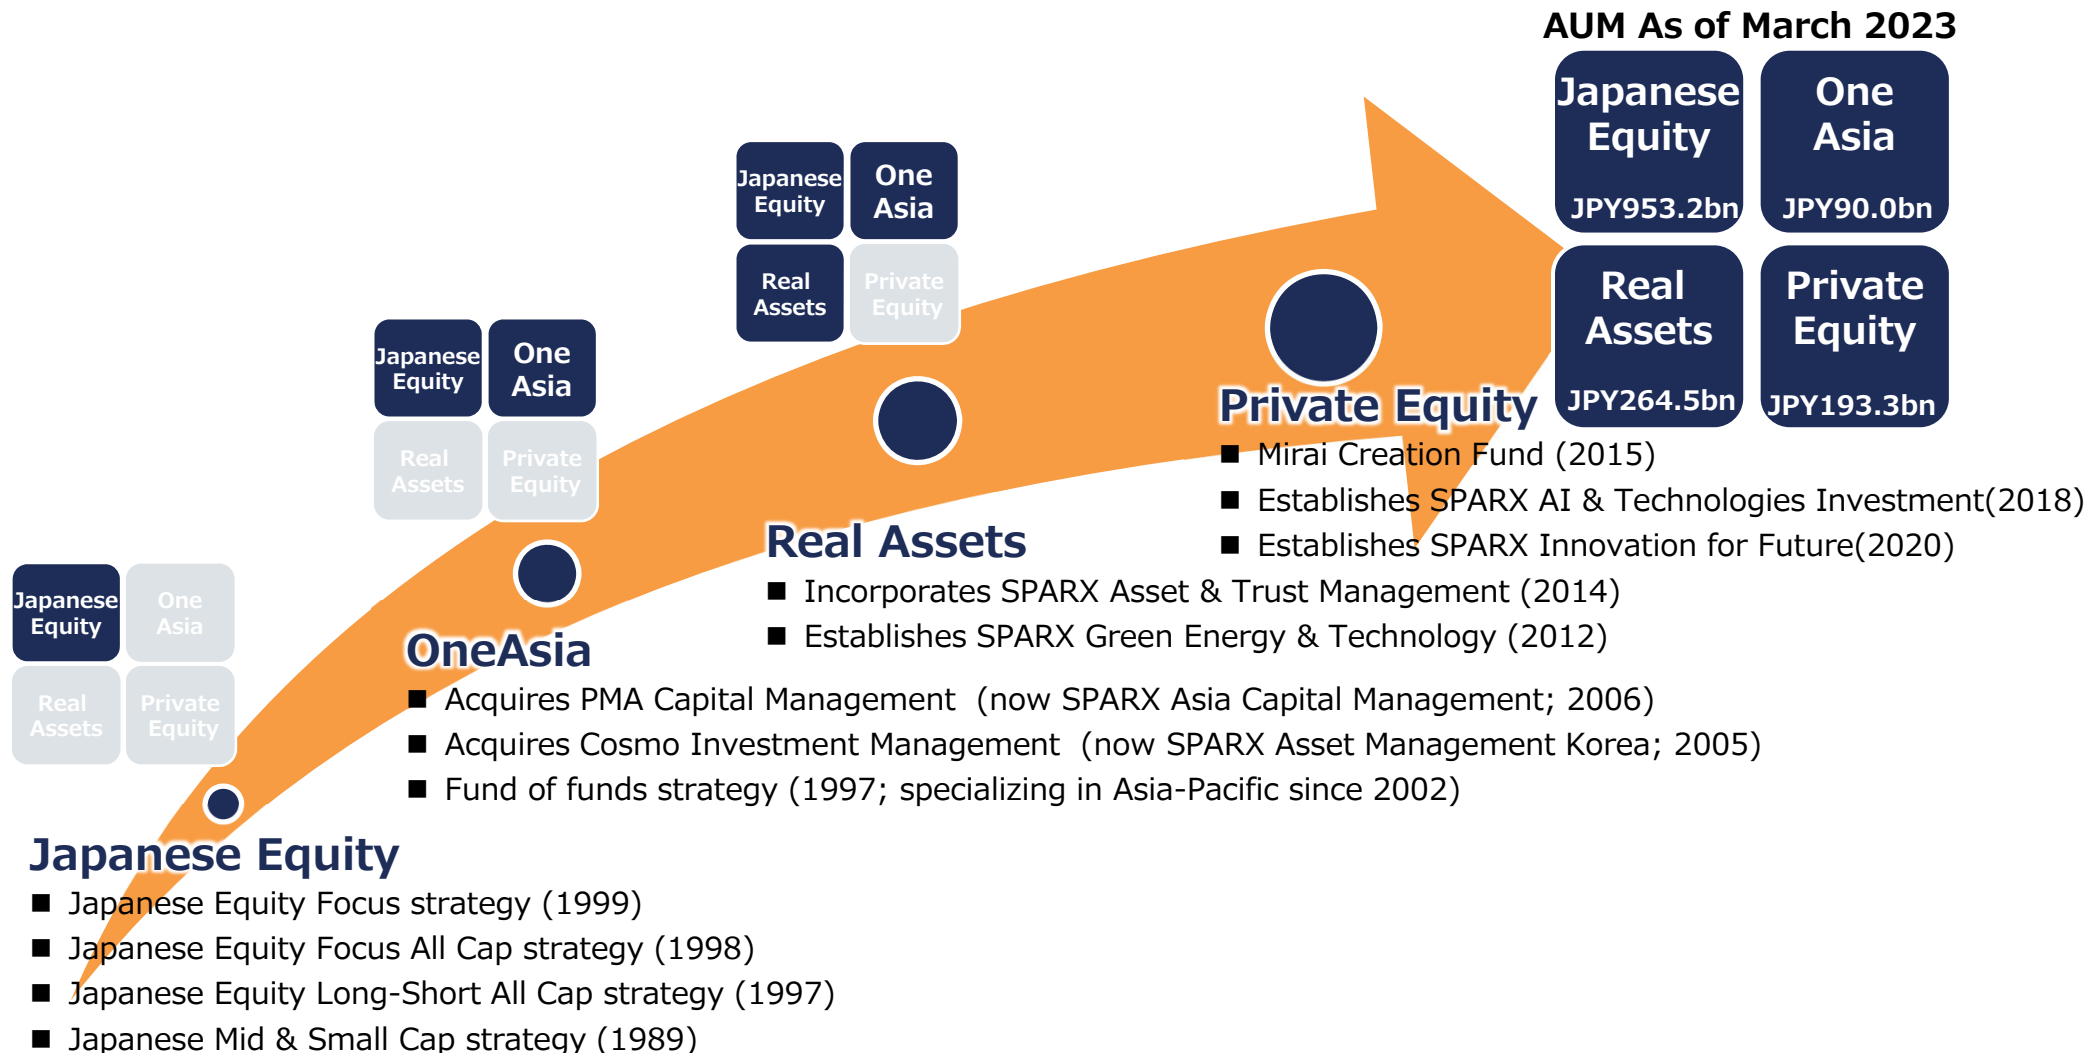 AUM As of March 2023
Japanese
Equity
JPY953.2bn
One
Asia
JPY90.0bn
Real
Assets
JPY264.5bn
Private
Equity
JPY193.3bn
Japanese
Equity
One
Asia
Real
Assets
Private
Equity
Japanese
Equity
One
Asia
Real
Assets
Private
Equity
Japanese
Equity
One
Asia
Real
Assets
Private
Equity
Private Equity
■ Mirai Creation Fund (2015)
■ Establishes SPARX AI & Technologies Investment(2018)
■ Establishes SPARX Innovation for Future(2020)
Real Assets
■ Incorporates SPARX Asset & Trust Management (2014)
■ Establishes SPARX Green Energy & Technology (2012)
OneAsia
■ Acquires PMA Capital Management (now SPARX Asia Capital Management; 2006)
■ Acquires Cosmo Investment Management (now SPARX Asset Management Korea; 2005)
■ Fund of funds strategy (1997; specializing in Asia-Pacific since 2002)
Japanese Equity
■ Japanese Equity Focus strategy (1999)
■ Japanese Equity Focus All Cap strategy (1998)
■ Japanese Equity Long-Short All Cap strategy (1997)
■ Japanese Mid & Small Cap strategy (1989)